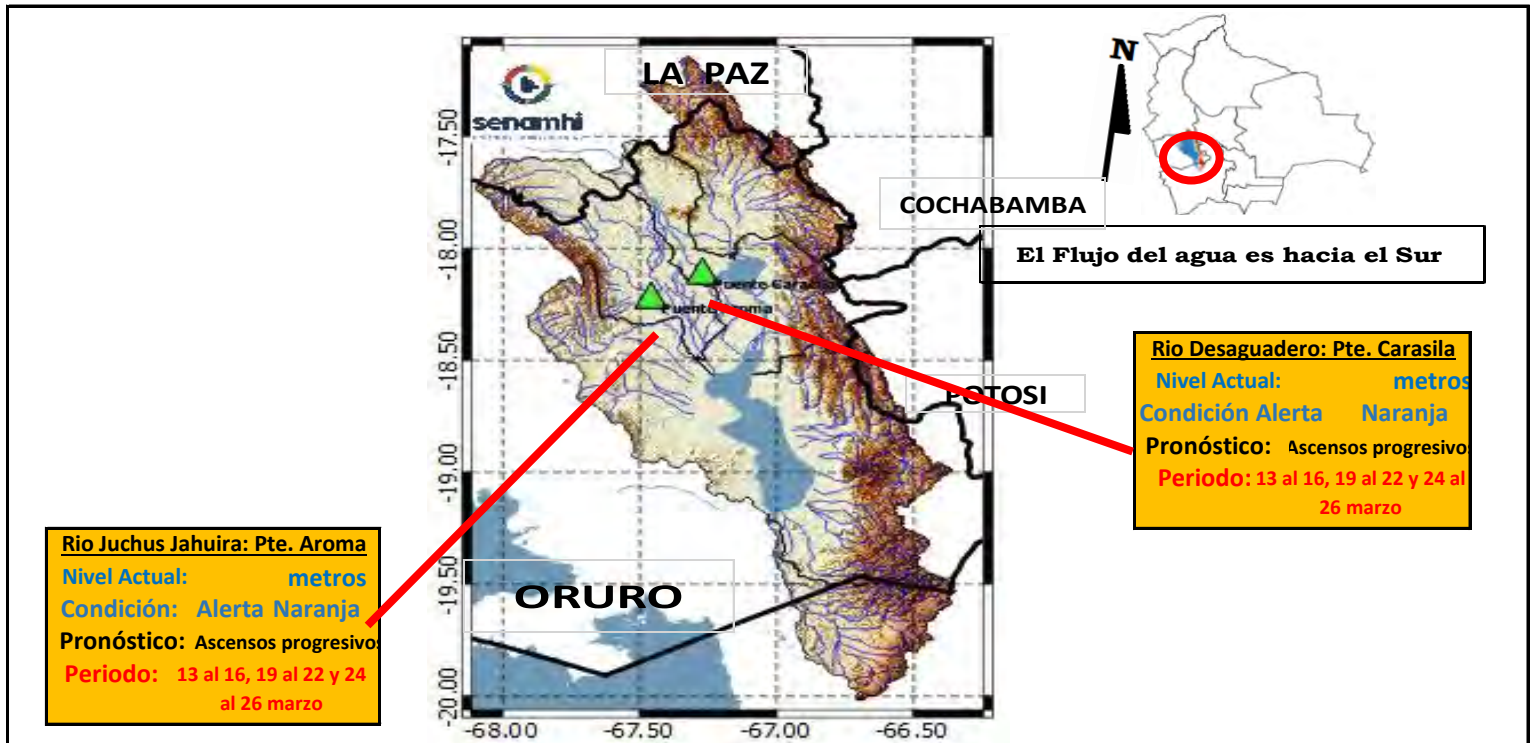 LA PAZ
senamhi
N
COCHABAMBA
El Flujo del agua es hacia el Sur
Puente
Puente
POTOSI
ORURO
Rio Desaguadero: Pte. Carasila
Nivel Actual: metros
Condición Alerta Naranja
Pronóstico: Ascensos progresivo
Periodo: 13 al 16, 19 al 22 y 24 al
26 marzo
Rio Juchus Jahuira: Pte. Aroma
Nivel Actual: metros
Condición: Alerta Naranja
Pronóstico: Ascensos progresivo
Periodo: 13 al 16, 19 al 22 y 24
al 26 marzo
-17.50
-18.00
-18.50
-19.00
-19.50
-20.00
-68.00 -67.50 -67.00 -66.50